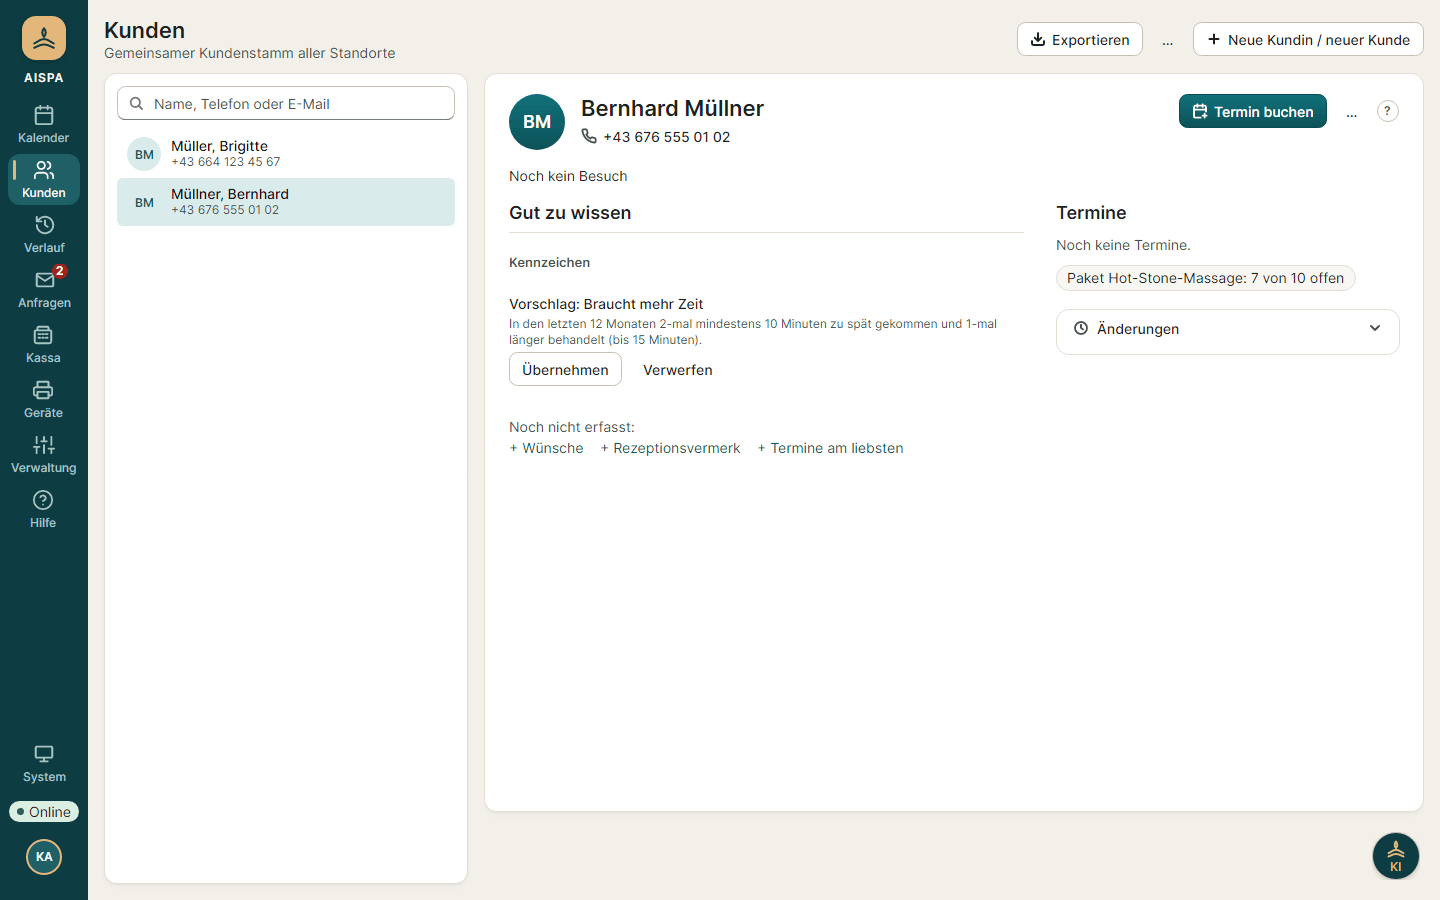 AISPA
Kalender
Kunden
Verlauf
2
Anfragen
Kassa
Geräte
Verwaltung
Hilfe
System
Online
KA
Kunden
Gemeinsamer Kundenstamm aller Standorte
Exportieren
...
+ Neue Kundin / neuer Kunde
Name, Telefon oder E-Mail
BM
Müller, Brigitte
+43 664 123 45 67
BM
Müllner, Bernhard
+43 676 555 01 02
BM
Bernhard Müllner
+43 676 555 01 02
Termin buchen
...
?
Noch kein Besuch
Gut zu wissen
Kennzeichen
Vorschlag: Braucht mehr Zeit
In den letzten 12 Monaten 2-mal mindestens 10 Minuten zu spät gekommen und 1-mal
länger behandelt (bis 15 Minuten).
Übernehmen
Verwerfen
Noch nicht erfasst:
+ Wünsche + Rezeptionsvermerk + Termine am liebsten
Termine
Noch keine Termine.
Paket Hot-Stone-Massage: 7 von 10 offen
Änderungen
KI